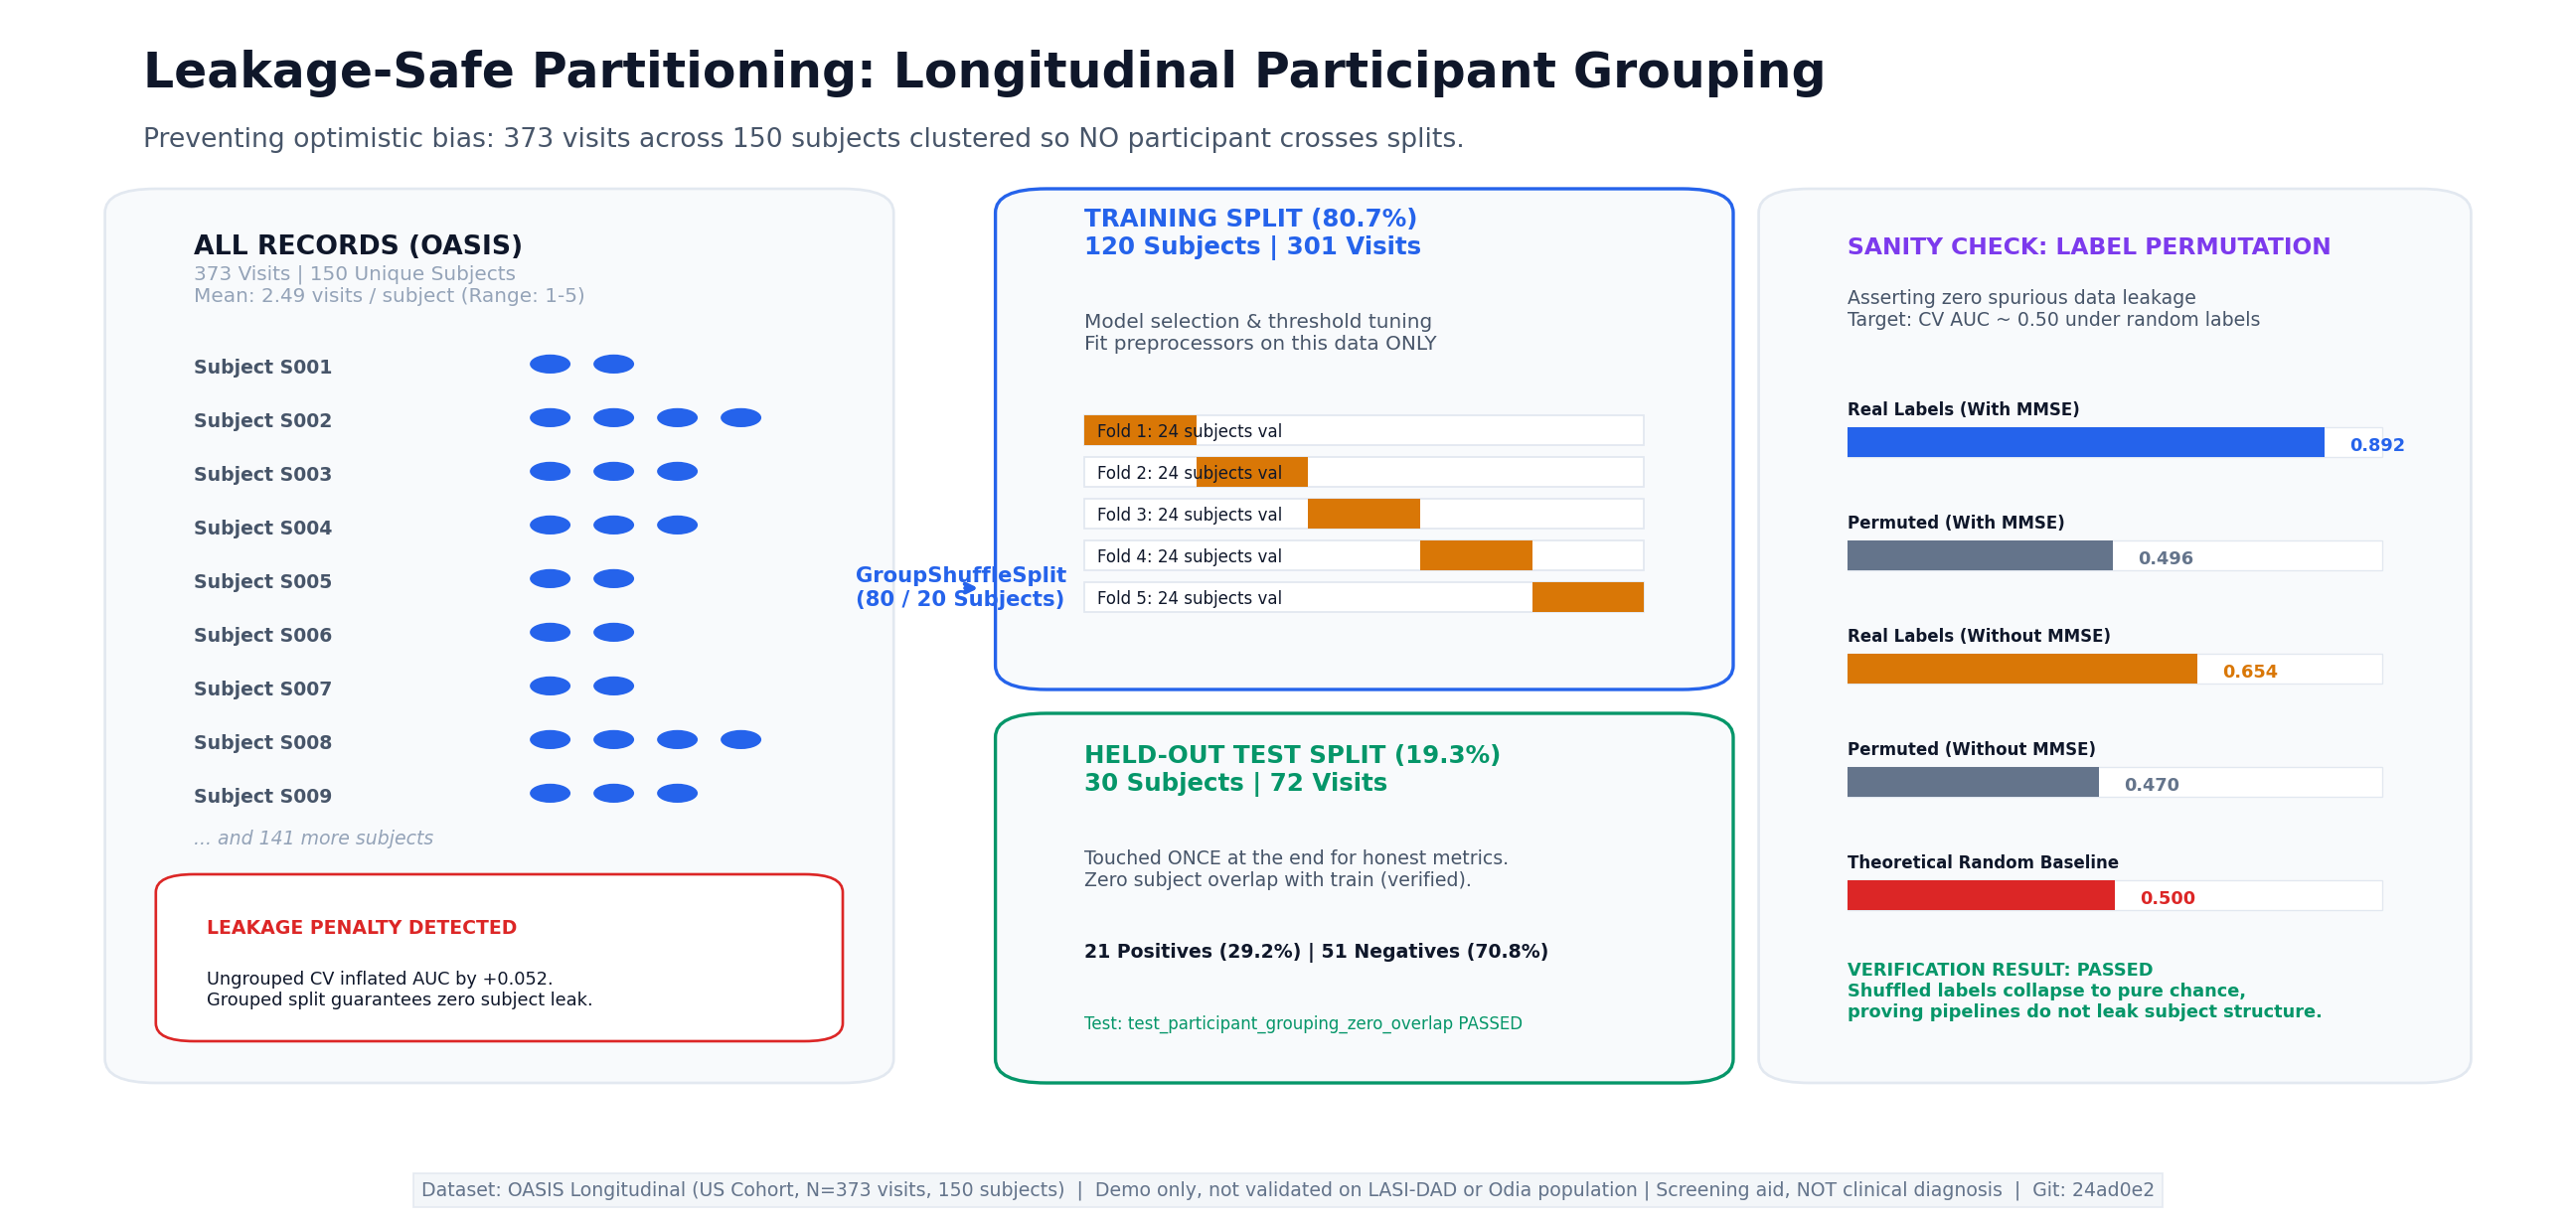 Leakage-Safe Partitioning: Longitudinal Participant Grouping
Preventing optimistic bias: 373 visits across 150 subjects clustered so NO participant crosses splits.
ALL RECORDS (OASIS)
373 Visits | 150 Unique Subjects
Mean: 2.49 visits / subject (Range: 1-5)
Subject S001
Subject S002
Subject S003
Subject S004
Subject S005
Subject S006
Subject S007
Subject S008
Subject S009
... and 141 more subjects
LEAKAGE PENALTY DETECTED
Ungrouped CV inflated AUC by +0.052.
Grouped split guarantees zero subject leak.
GroupShuffleSplit
(80 / 20 Subjects)
TRAINING SPLIT (80.7%)
120 Subjects | 301 Visits
Model selection & threshold tuning
Fit preprocessors on this data ONLY
Fold 1: 24 subjects val
Fold 2: 24 subjects val
Fold 3: 24 subjects val
Fold 4: 24 subjects val
Fold 5: 24 subjects val
HELD-OUT TEST SPLIT (19.3%)
30 Subjects | 72 Visits
Touched ONCE at the end for honest metrics.
Zero subject overlap with train (verified).
21 Positives (29.2%) | 51 Negatives (70.8%)
Test: test_participant_grouping_zero_overlap PASSED
SANITY CHECK: LABEL PERMUTATION
Asserting zero spurious data leakage
Target: CV AUC ~ 0.50 under random labels
Real Labels (With MMSE)
0.892
Permuted (With MMSE)
0.496
Real Labels (Without MMSE)
0.654
Permuted (Without MMSE)
0.470
Theoretical Random Baseline
0.500
VERIFICATION RESULT: PASSED
Shuffled labels collapse to pure chance,
proving pipelines do not leak subject structure.
Dataset: OASIS Longitudinal (US Cohort, N=373 visits, 150 subjects) | Demo only, not validated on LASI-DAD or Odia population | Screening aid, NOT clinical diagnosis | Git: 24ad0e2